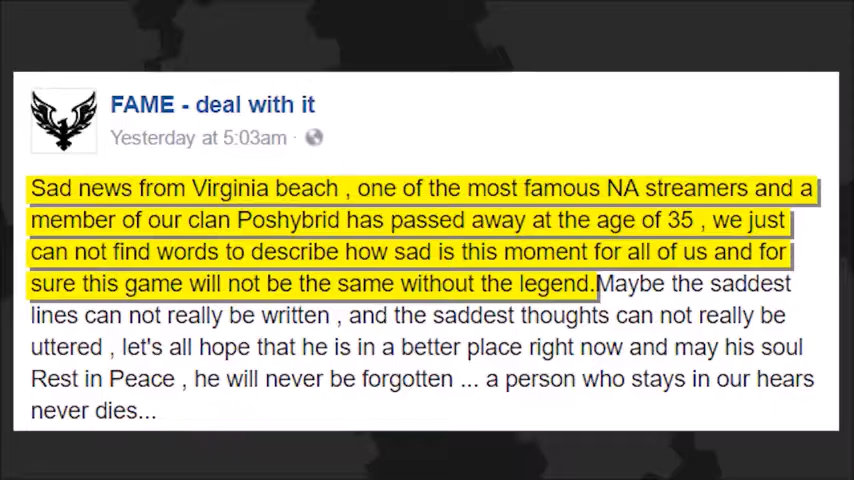 FAME - deal with it
Yesterday at 5:03am ·
Sad news from Virginia beach , one of the most famous NA streamers and a
member of our clan Poshybrid has passed away at the age of 35 , we just
can not find words to describe how sad is this moment for all of us and for
sure this game will not be the same without the legend.Maybe the saddest
lines can not really be written , and the saddest thoughts can not really be
uttered , let's all hope that he is in a better place right now and may his soul
Rest in Peace , he will never be forgotten ... a person who stays in our hears
never dies...